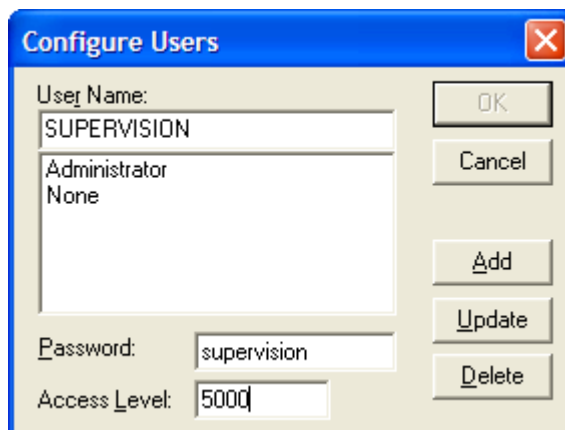 Configure Users
User Name:
SUPERVISION
Administrator
None
Password:
supervision
Access Level:
5000
OK
Cancel
Add
Update
Delete